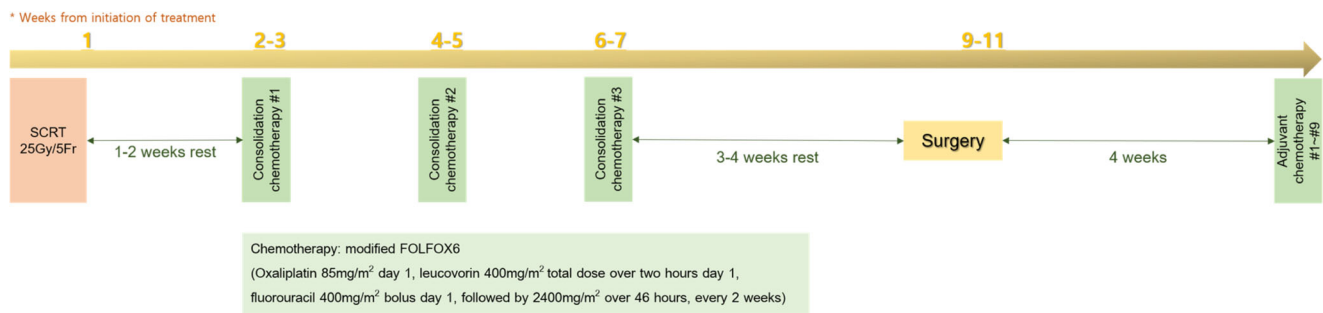 * Weeks from initiation of treatment
1
2-3
4-5
6-7
9-11
SCRT
25Gy/5Fr
1-2 weeks rest
Consolidation
chemotherapy #1
Consolidation
chemotherapy #2
Consolidation
chemotherapy #3
3-4 weeks rest
Surgery
4 weeks
Adjuvant
chemotherapy
#1~#9
Chemotherapy: modified FOLFOX6
(Oxaliplatin 85mg/m² day 1, leucovorin 400mg/m² total dose over two hours day 1,
fluorouracil 400mg/m² bolus day 1, followed by 2400mg/m² over 46 hours, every 2 weeks)